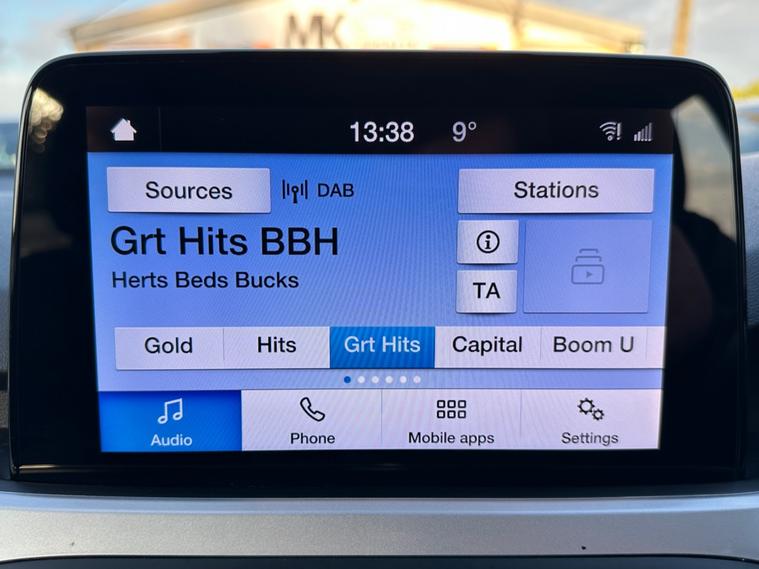 MK
13:38 9°
Sources DAB Stations
Grt Hits BBH
Herts Beds Bucks
TA
Gold Hits Grt Hits Capital Boom U
Audio Phone Mobile apps Settings